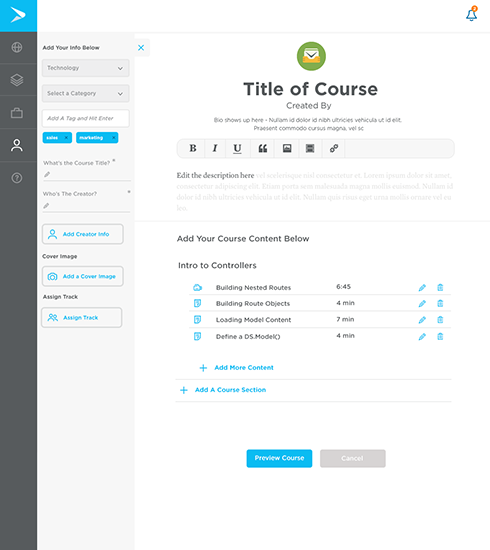 2
Add Your Info Below
Technology
Select a Category
Add A Tag and Hit Enter
sales ×
marketing ×
What's the Course Title? *
Who's The Creator? *
Add Creator Info
Cover Image
Add a Cover Image
Assign Track
Assign Track
Title of Course
Created By
Bio shows up here - Nullam id dolor id nibh ultricies vehicula ut id elit.
Praesent commodo cursus magna, vel sc
B I U
Edit the description here vel scelerisque nisl consectetur et. Lorem ipsum dolor sit amet,
consectetur adipiscing elit. Etiam porta sem malesuada magna mollis euismod. Nullam id
dolor id nibh ultricies vehicula ut id elit. Nullam quis risus eget urna mollis ornare vel eu
leo.
Add Your Course Content Below
Intro to Controllers
Building Nested Routes 6:45
Building Route Objects 4 min
Loading Model Content 7 min
Define a DS.Model() 4 min
+ Add More Content
+ Add A Course Section
Preview Course
Cancel